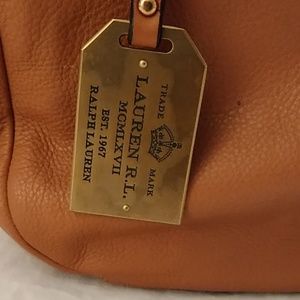 TRADE MARK
LAUREN R.L.
MCMLXVII
EST. 1967
RALPH LAUREN